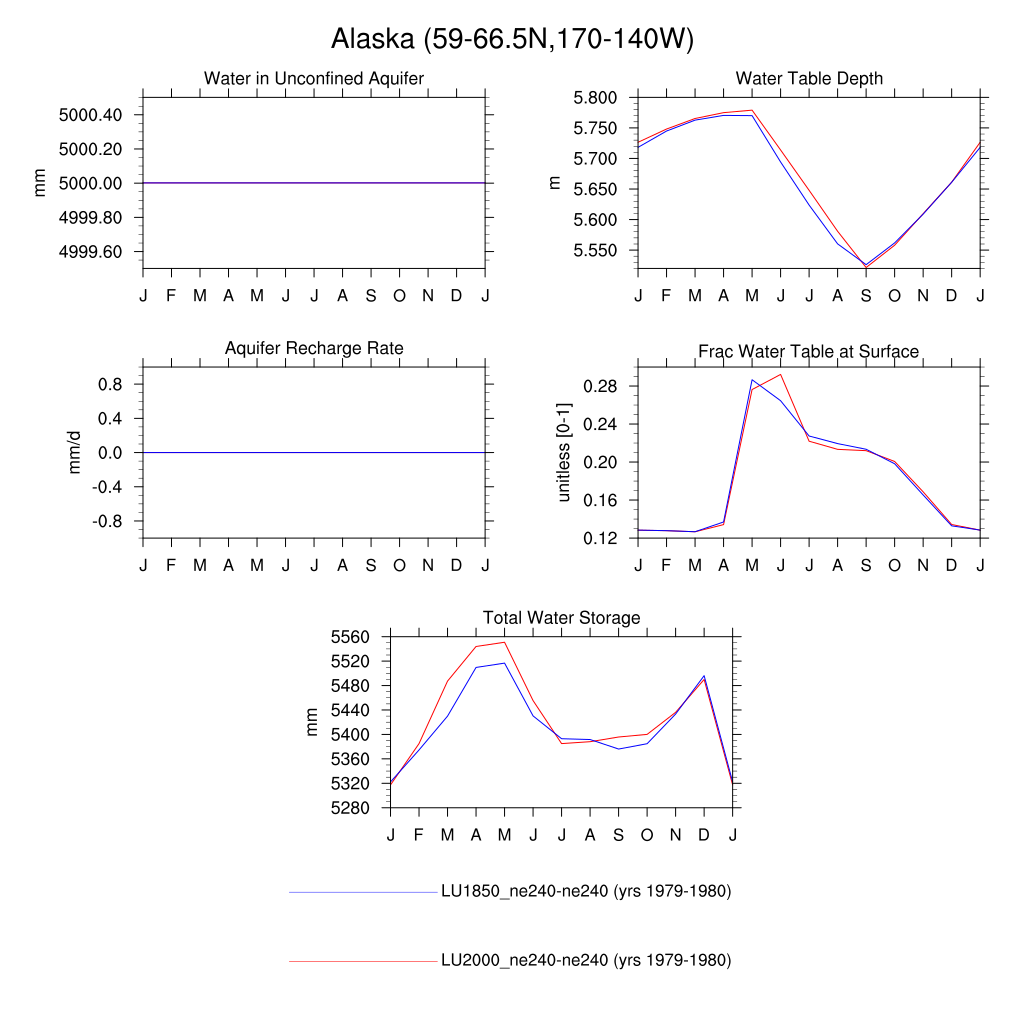 Alaska (59-66.5N,170-140W)
Water in Unconfined Aquifer
5000.40
5000.20
5000.00
4999.80
4999.60
mm
J F M A M J J A S O N D J
Water Table Depth
5.800
5.750
5.700
5.650
5.600
5.550
m
J F M A M J J A S O N D J
Aquifer Recharge Rate
0.8
0.4
0.0
-0.4
-0.8
mm/d
J F M A M J J A S O N D J
Frac Water Table at Surface
0.28
0.24
0.20
0.16
0.12
unitless [0-1]
J F M A M J J A S O N D J
Total Water Storage
5560
5520
5480
5440
5400
5360
5320
5280
mm
J F M A M J J A S O N D J
LU1850_ne240-ne240 (yrs 1979-1980)
LU2000_ne240-ne240 (yrs 1979-1980)